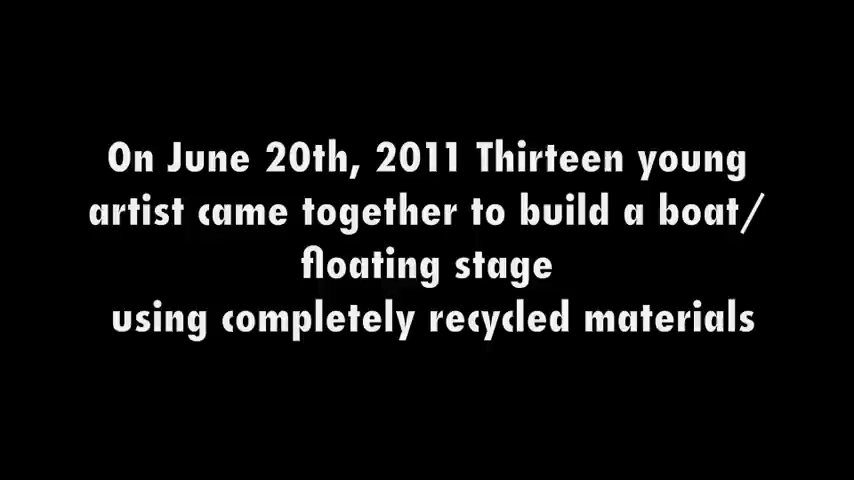 On June 20th, 2011 Thirteen young
artist came together to build a boat/
floating stage
using completely recycled materials